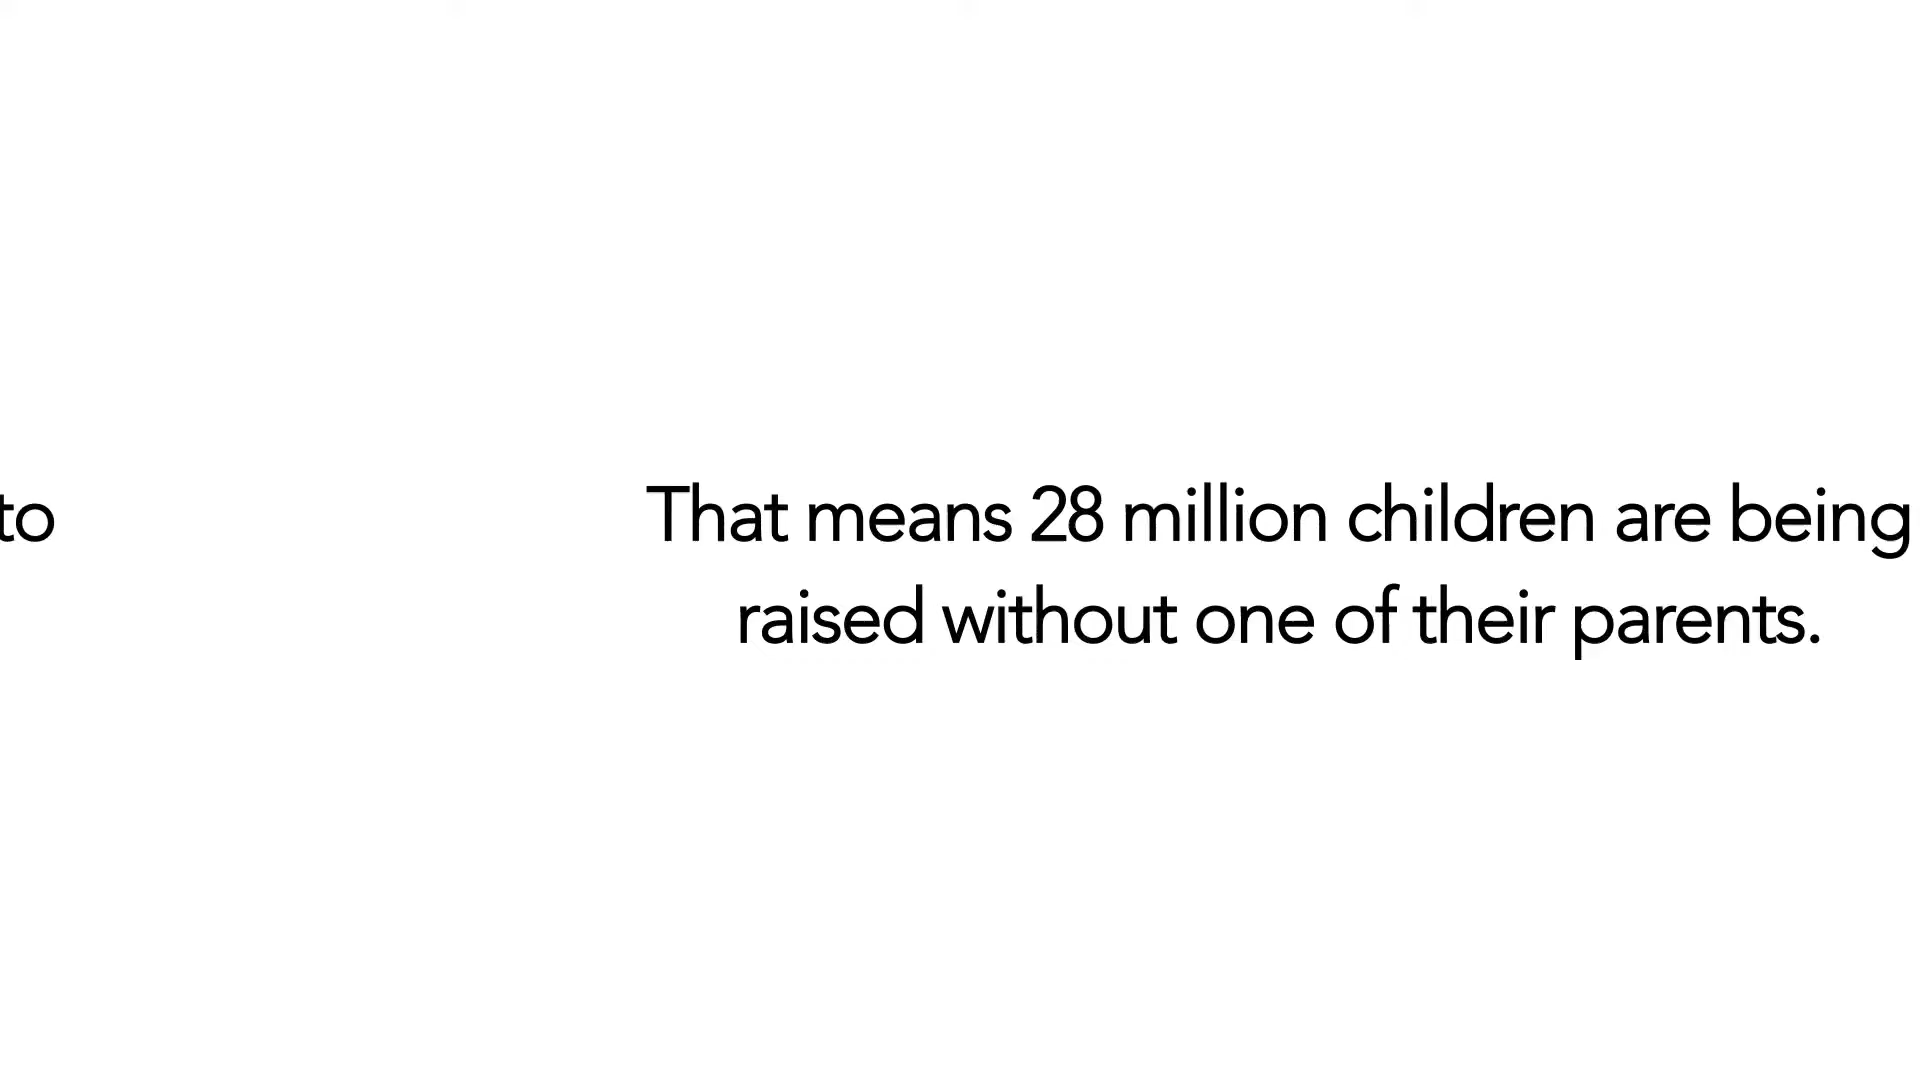 to
That means 28 million children are being
raised without one of their parents.